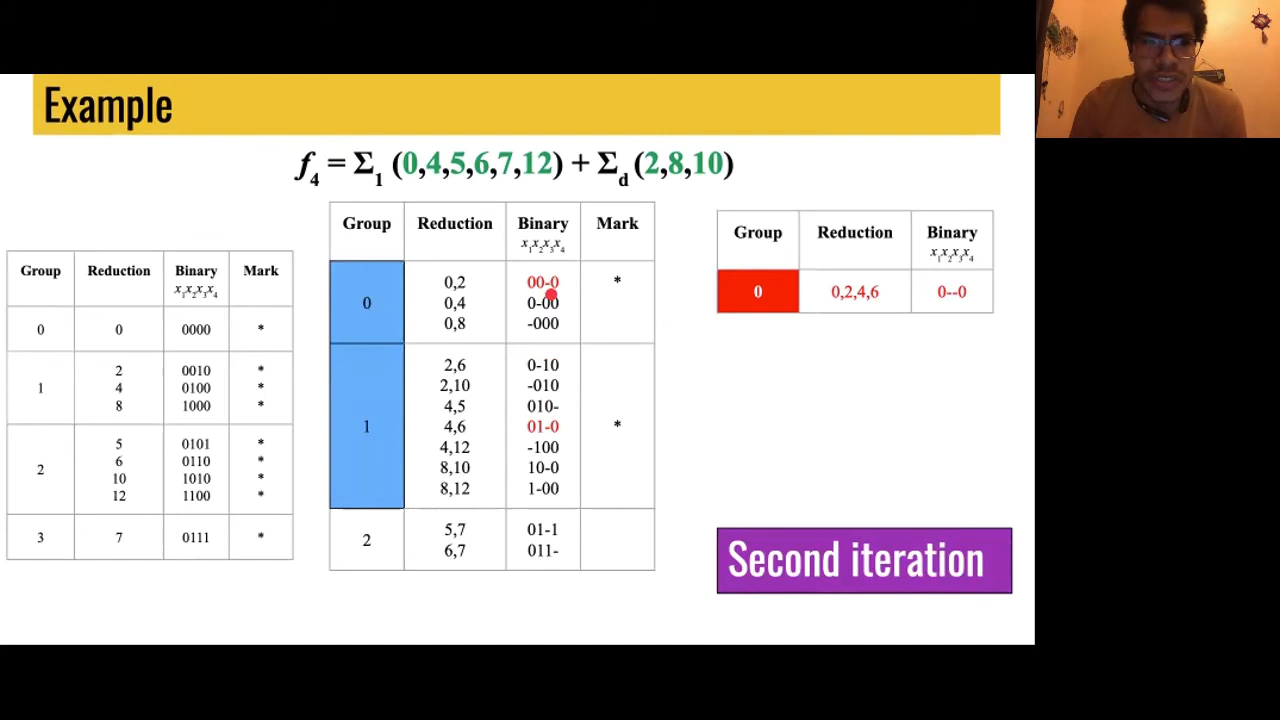 Example
f4 = Σ1 (0,4,5,6,7,12) + Σd (2,8,10)
Group Reduction Binary Mark
x1x2x3x4
0 0 0000 *
2 0010 *
1 4 0100 *
8 1000 *
5 0101 *
6 0110 *
2 10 1010 *
12 1100 *
3 7 0111 *
Group Reduction Binary Mark
x1x2x3x4
0,2 00-0 *
0 0,4 0-00
0,8 -000
2,6 0-10
2,10 -010
4,5 010-
1 4,6 01-0 *
4,12 -100
8,10 10-0
8,12 1-00
5,7 01-1
2 6,7 011-
Group Reduction Binary
x1x2x3x4
0 0,2,4,6 0--0
Second iteration